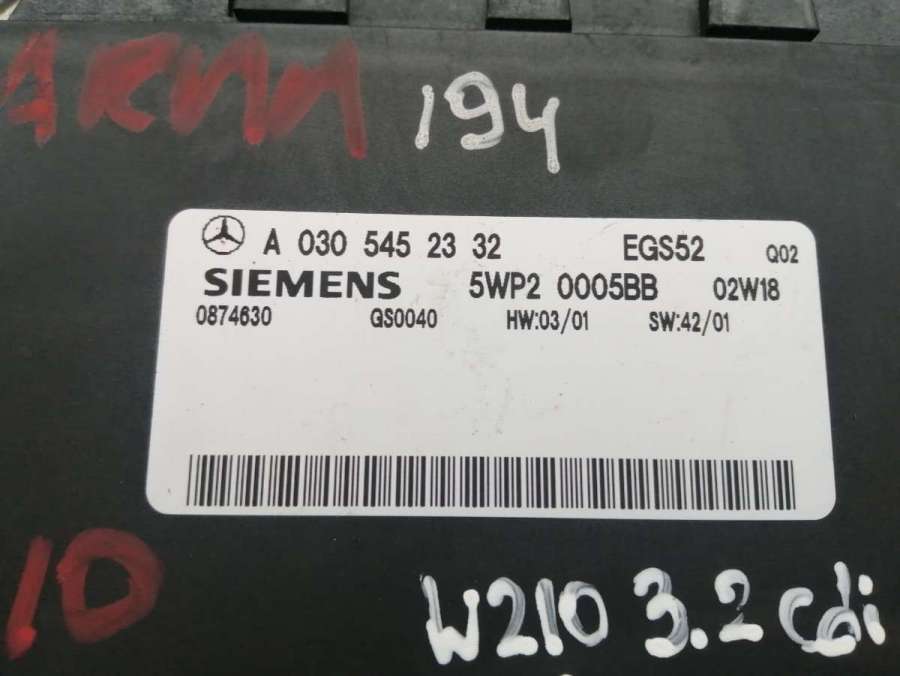 194
A 030 545 23 32 EGS52 Q02
SIEMENS 5WP2 0005BB 02W18
0874630 GS0040 HW:03/01 SW:42/01
10
W210 3.2 cdi